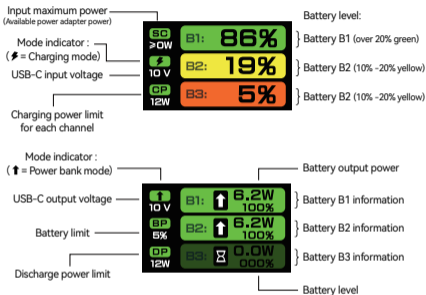 Input maximum power
(Available power adapter power)
Mode indicator :
( = Charging mode)
USB-C input voltage
Charging power limit
for each channel
SC
≥0W
10 V
CP
12W
B1: 86%
B2: 19%
B3: 5%
Battery level:
Battery B1 (over 20% green)
Battery B2 (10% -20% yellow)
Battery B2 (10% -20% yellow)
Mode indicator :
( = Power bank mode)
USB-C output voltage
Battery limit
Discharge power limit
10 V
BP
5%
DP
12W
B1: 6.2W
100%
B2: 6.2W
100%
B3: 0.0W
000%
Battery output power
Battery B1 information
Battery B2 information
Battery B3 information
Battery level